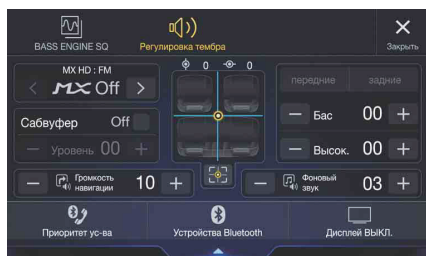 BASS ENGINE SQ
Регулировка тембра
Закрыть
0 0
MX HD : FM
MX Off
Сабвуфер Off
Уровень 00
передние задние
Бас 00
Высок. 00
Громкость навигации 10
Фоновый звук 03
Приоритет ус-ва
Устройства Bluetooth
Дисплей ВЫКЛ.